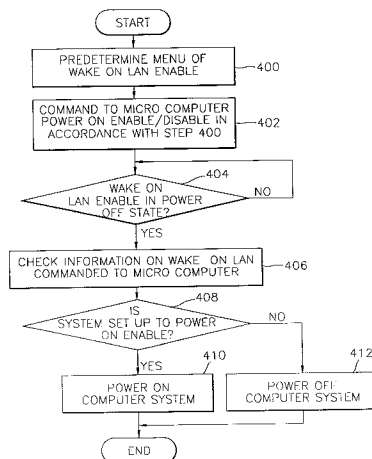 START
PREDETERMINE MENU OF
WAKE ON LAN ENABLE
400
COMMAND TO MICRO COMPUTER
POWER ON ENABLE/DISABLE IN
ACCORDANCE WITH STEP 400
402
404
WAKE ON
LAN ENABLE IN POWER
OFF STATE?
NO
YES
CHECK INFORMATION ON WAKE ON LAN
COMMANDED TO MICRO COMPUTER
406
408
IS
SYSTEM SET UP TO POWER
ON ENABLE?
NO
YES
410
412
POWER ON
COMPUTER SYSTEM
POWER OFF
COMPUTER SYSTEM
END